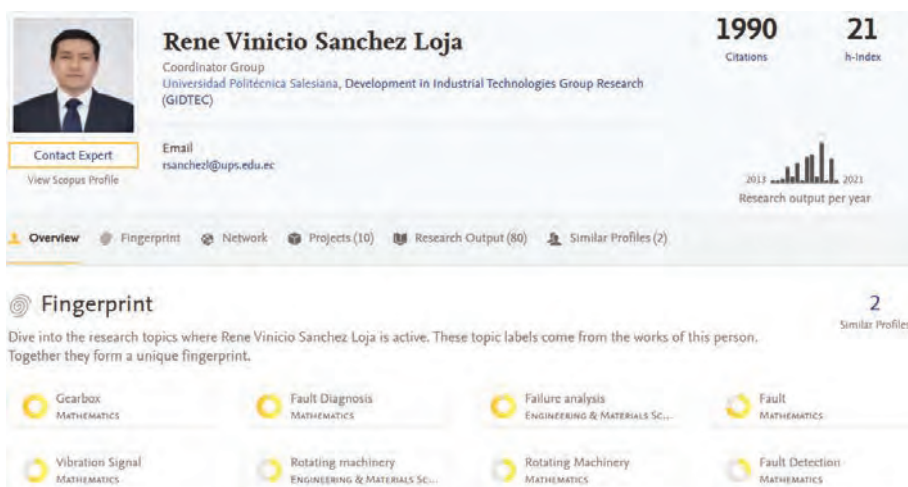 Rene Vinicio Sanchez Loja
Coordinator Group
Universidad Politécnica Salesiana, Development in Industrial Technologies Group Research
(GIDTEC)
Email
rsanchezl@ups.edu.ec
Contact Expert
View Scopus Profile
1990
Citations
21
h-Index
2013
2021
Research output per year
Overview
Fingerprint
Network
Projects (10)
Research Output (80)
Similar Profiles (2)
Fingerprint
2
Similar Profiles
Dive into the research topics where Rene Vinicio Sanchez Loja is active. These topic labels come from the works of this person.
Together they form a unique fingerprint.
Gearbox
MATHEMATICS
Fault Diagnosis
MATHEMATICS
Failure analysis
ENGINEERING & MATERIALS SC...
Fault
MATHEMATICS
Vibration Signal
MATHEMATICS
Rotating machinery
ENGINEERING & MATERIALS SC...
Rotating Machinery
MATHEMATICS
Fault Detection
MATHEMATICS